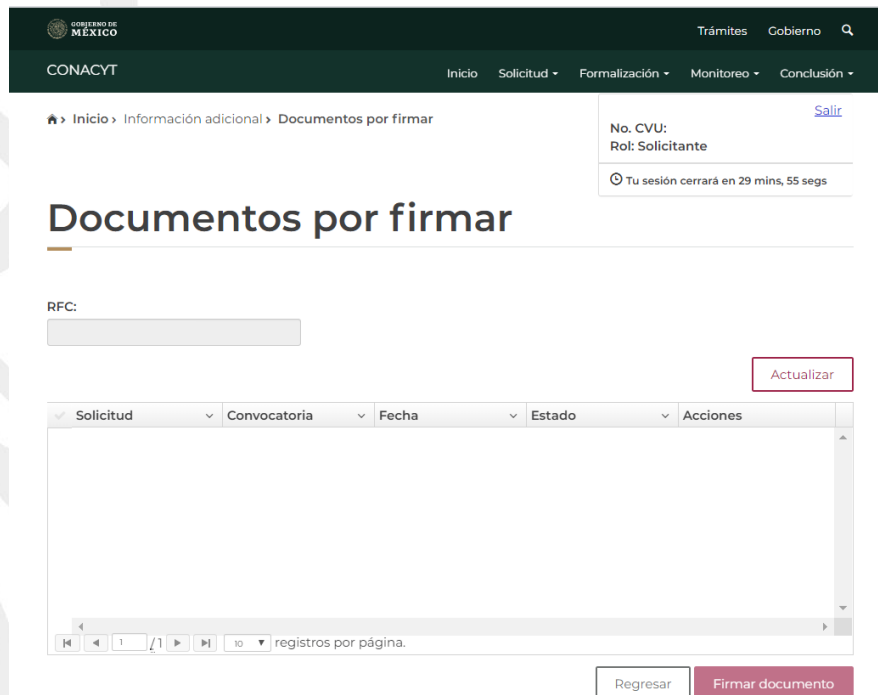 GOBIERNO DE
MÉXICO
Trámites Gobierno
CONACYT
Inicio Solicitud Formalización Monitoreo Conclusión
Inicio › Información adicional › Documentos por firmar
Salir
No. CVU:
Rol: Solicitante
Tu sesión cerrará en 29 mins, 55 segs
Documentos por firmar
RFC:
Actualizar
Solicitud Convocatoria Fecha Estado Acciones
1 / 1 10 registros por página.
Regresar Firmar documento